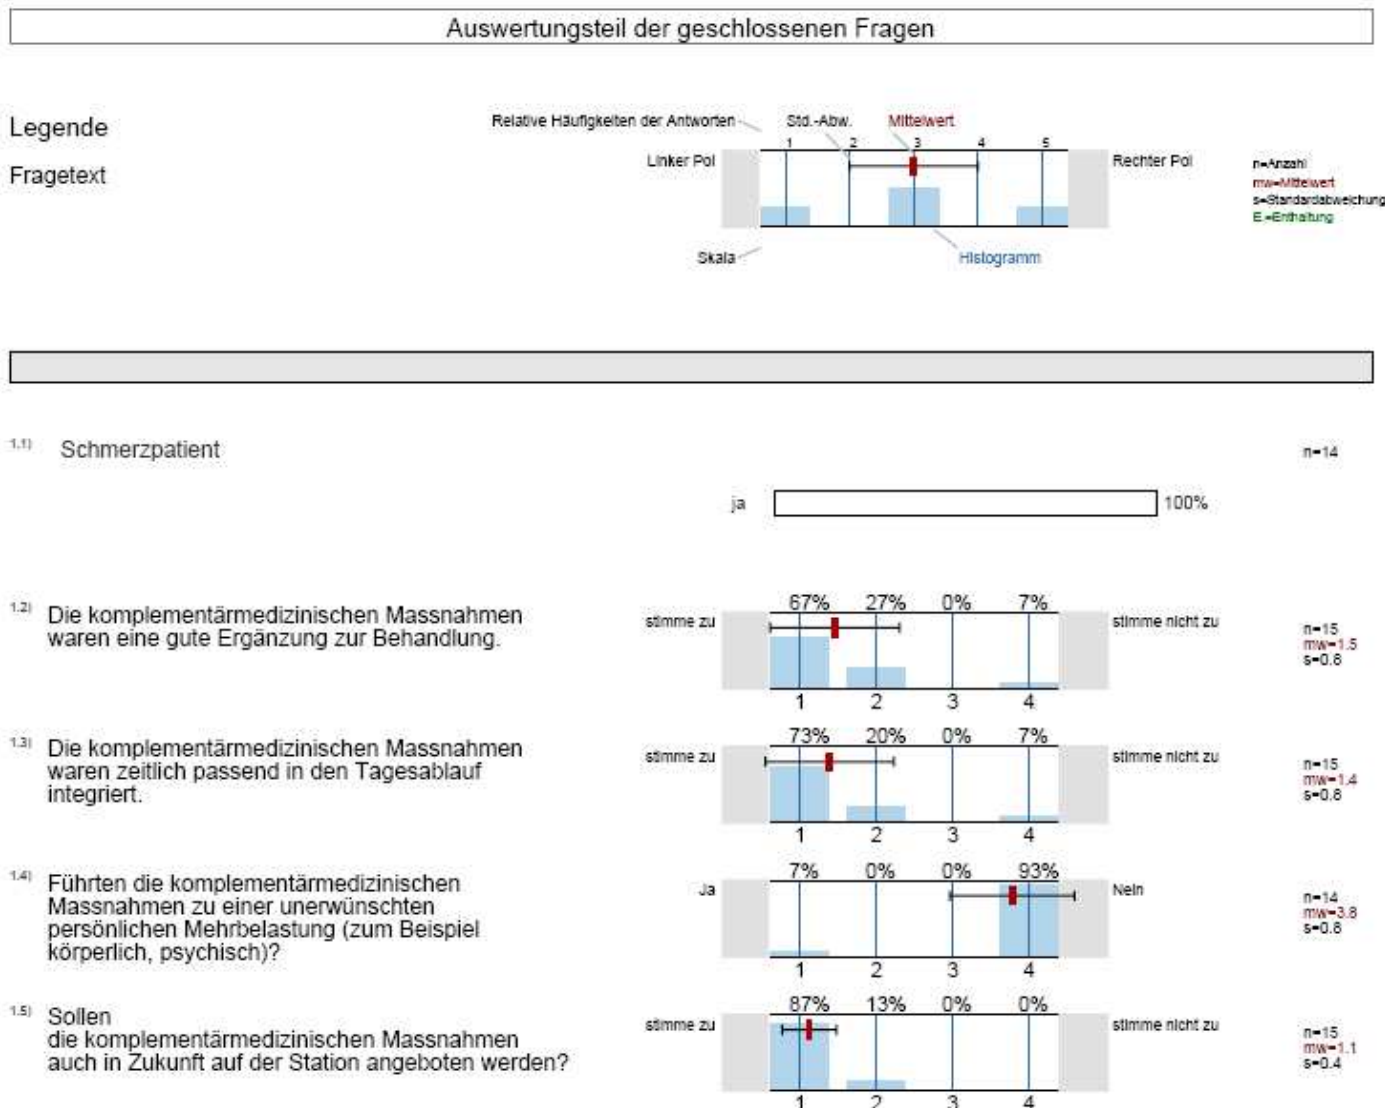 Auswertungsteil der geschlossenen Fragen
Legende
Fragetext
Relative Häufigkeiten der Antworten
Std.-Abw.
Mittelwert
1 2 3 4 5
Linker Pol
Rechter Pol
n=Anzahl
mw=Mittelwert
s=Standardabweichung
E.=Enthaltung
Skala
Histogramm
1.1) Schmerzpatient
n=14
ja
100%
1.2) Die komplementärmedizinischen Massnahmen
waren eine gute Ergänzung zur Behandlung.
67% 27% 0% 7%
stimme zu
stimme nicht zu
n=15
mw=1.5
s=0.8
1 2 3 4
1.3) Die komplementärmedizinischen Massnahmen
waren zeitlich passend in den Tagesablauf
integriert.
73% 20% 0% 7%
stimme zu
stimme nicht zu
n=15
mw=1.4
s=0.8
1 2 3 4
1.4) Führten die komplementärmedizinischen
Massnahmen zu einer unerwünschten
persönlichen Mehrbelastung (zum Beispiel
körperlich, psychisch)?
7% 0% 0% 93%
Ja
Nein
n=14
mw=3.8
s=0.8
1 2 3 4
1.5) Sollen
die komplementärmedizinischen Massnahmen
auch in Zukunft auf der Station angeboten werden?
87% 13% 0% 0%
stimme zu
stimme nicht zu
n=15
mw=1.1
s=0.4
1 2 3 4